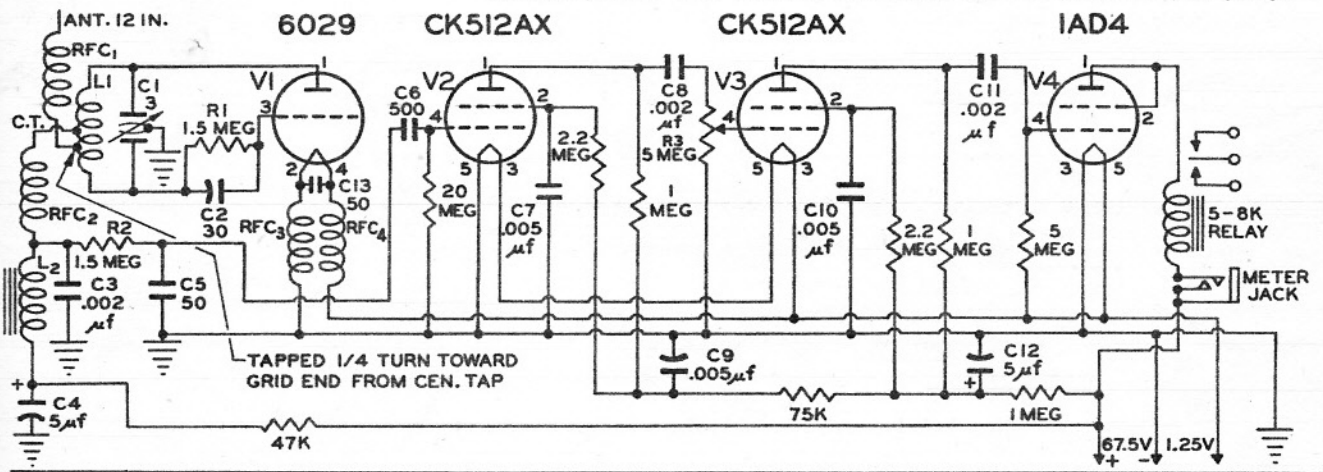 ANT. 12 IN.
6029
CK512AX
CK512AX
1AD4
RFC1
L1
C1
3
V1
1
3
2
4
R1
1.5 MEG
C2
30
C.T.
RFC2
R2
1.5 MEG
L2
C3
.002
µf
C5
50
C13
50
RFC3
RFC4
C6
500
V2
1
4
2
5
3
20
MEG
C7
.005
µf
2.2
MEG
1
MEG
C8
.002
µf
R3
5 MEG
V3
1
4
2
5
3
C10
.005
µf
2.2
MEG
1
MEG
C11
.002
µf
V4
1
4
2
3
5
5
MEG
5-8K
RELAY
METER
JACK
TAPPED 1/4 TURN TOWARD
GRID END FROM CEN. TAP
C9
.005µf
C12
5µf
+
+
C4
5µf
47K
75K
1 MEG
67.5V
+
-
1.25V